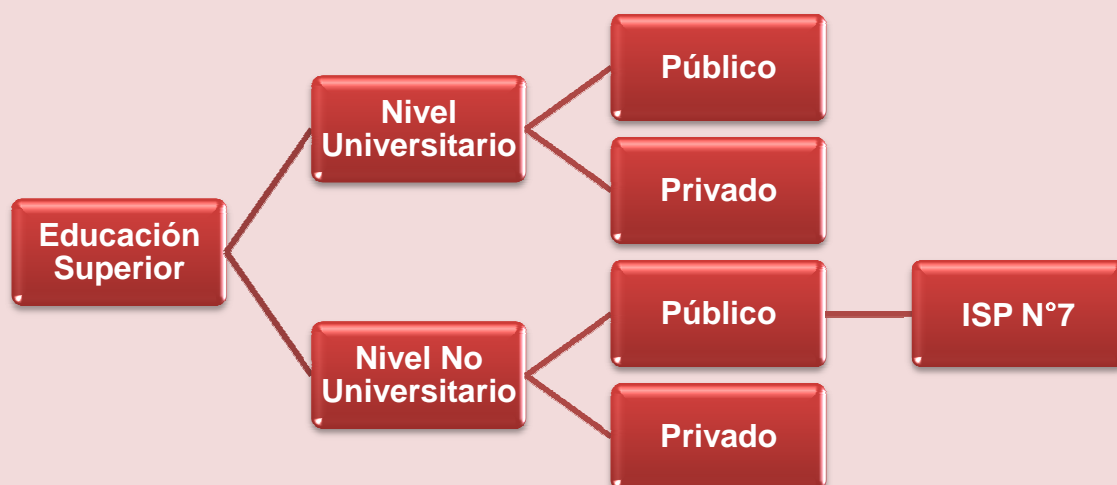 Educación
Superior
Nivel
Universitario
Público
Privado
Nivel No
Universitario
Público
ISP N°7
Privado